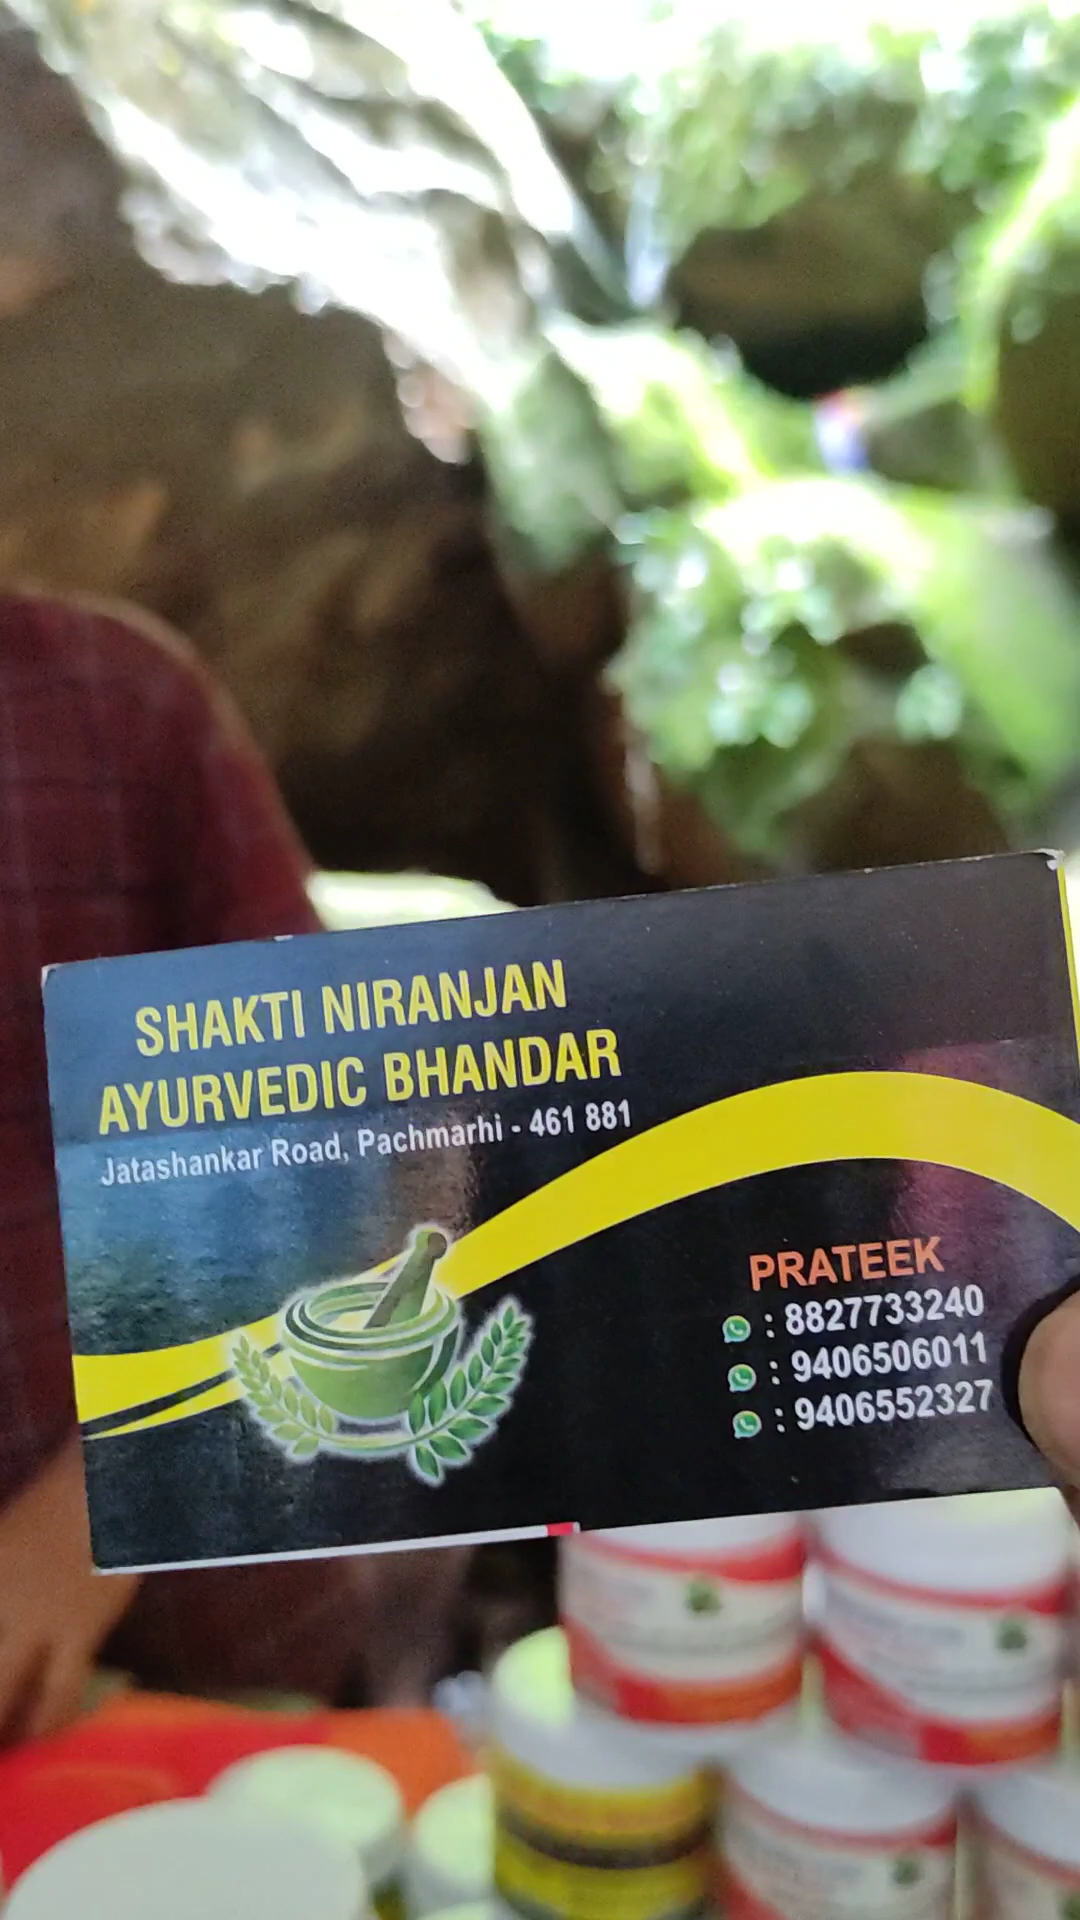 SHAKTI NIRANJAN
AYURVEDIC BHANDAR
Jatashankar Road, Pachmarhi - 461 881
PRATEEK
: 8827733240
: 9406506011
: 9406552327